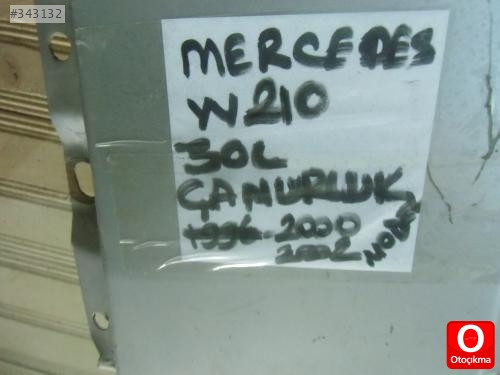 #343132
MERCEDES
W210
SOL
ÇAMURLUK
1996-2000
2002 MODEL
O
Otoçıkma